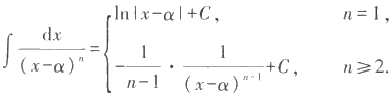 ∫ dx/(x-α)^n = { ln|x-α|+C, n=1,
-1/(n-1) · 1/(x-α)^(n-1) +C, n≥2.